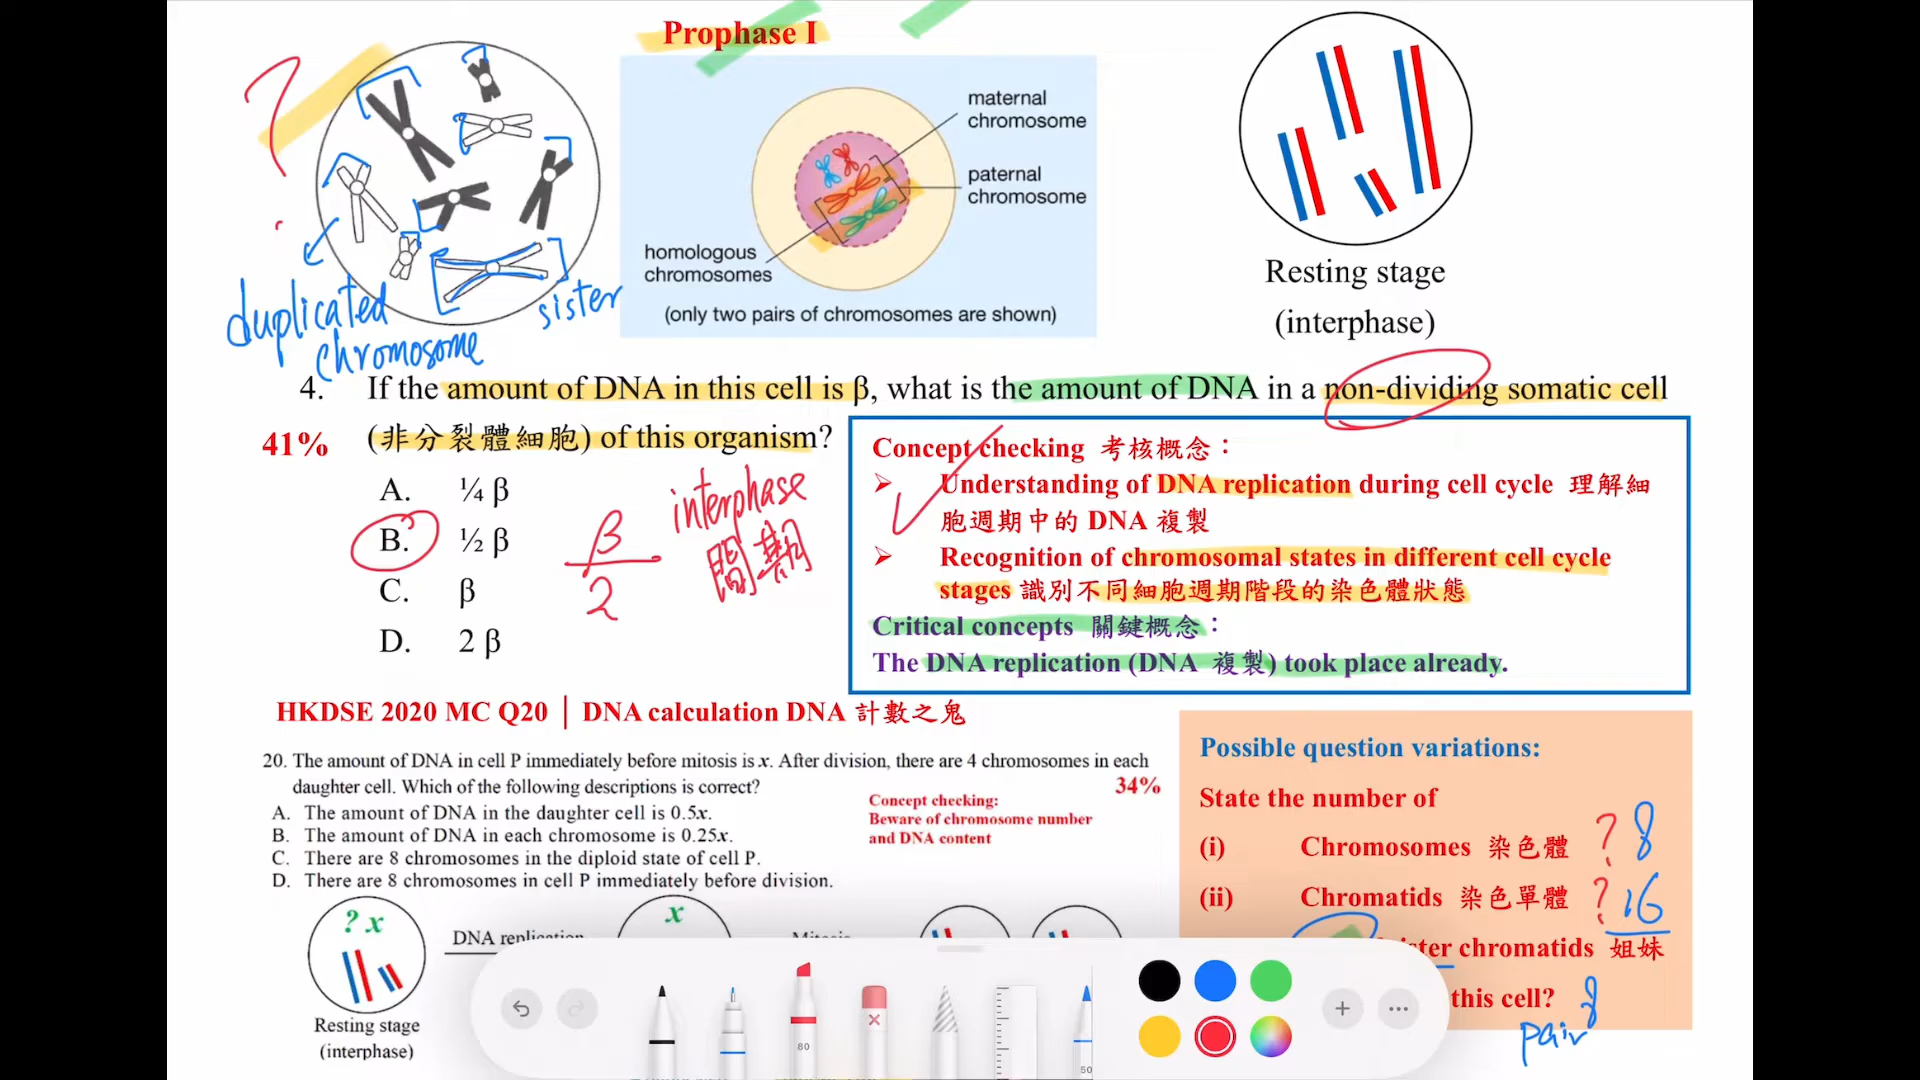 Prophase I
maternal
chromosome
paternal
chromosome
homologous
chromosomes
(only two pairs of chromosomes are shown)
Resting stage
(interphase)
duplicated
chromosome
sister
4. If the amount of DNA in this cell is β, what is the amount of DNA in a non-dividing somatic cell
41% (非分裂體細胞) of this organism?
A. ¼ β
B. ½ β
C. β
D. 2 β
β
2
interphase
間期
Concept checking 考核概念：
➢ Understanding of DNA replication during cell cycle 理解細
胞週期中的 DNA 複製
➢ Recognition of chromosomal states in different cell cycle
stages 識別不同細胞週期階段的染色體狀態
Critical concepts 關鍵概念：
The DNA replication (DNA 複製) took place already.
HKDSE 2020 MC Q20 │ DNA calculation DNA 計數之鬼
20. The amount of DNA in cell P immediately before mitosis is x. After division, there are 4 chromosomes in each
daughter cell. Which of the following descriptions is correct?
34%
A. The amount of DNA in the daughter cell is 0.5x.
B. The amount of DNA in each chromosome is 0.25x.
C. There are 8 chromosomes in the diploid state of cell P.
D. There are 8 chromosomes in cell P immediately before division.
Concept checking:
Beware of chromosome number
and DNA content
? x
Resting stage
(interphase)
DNA replication
x
Mitosis
Possible question variations:
State the number of
(i) Chromosomes 染色體 ? 8
(ii) Chromatids 染色單體 ? 16
chromatids 姐妹
this cell? 8
pair
80
50